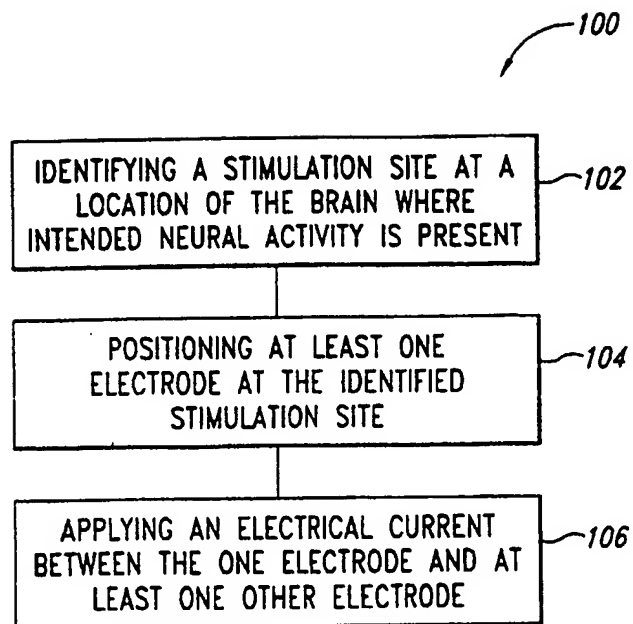 100
IDENTIFYING A STIMULATION SITE AT A
LOCATION OF THE BRAIN WHERE
INTENDED NEURAL ACTIVITY IS PRESENT
102
POSITIONING AT LEAST ONE
ELECTRODE AT THE IDENTIFIED
STIMULATION SITE
104
APPLYING AN ELECTRICAL CURRENT
BETWEEN THE ONE ELECTRODE AND AT
LEAST ONE OTHER ELECTRODE
106